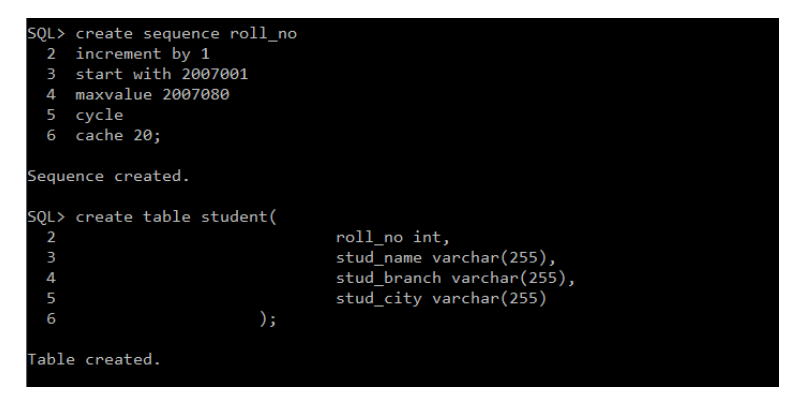 SQL> create sequence roll_no
2 increment by 1
3 start with 2007001
4 maxvalue 2007080
5 cycle
6 cache 20;
Sequence created.
SQL> create table student(
2 roll_no int,
3 stud_name varchar(255),
4 stud_branch varchar(255),
5 stud_city varchar(255)
6 );
Table created.